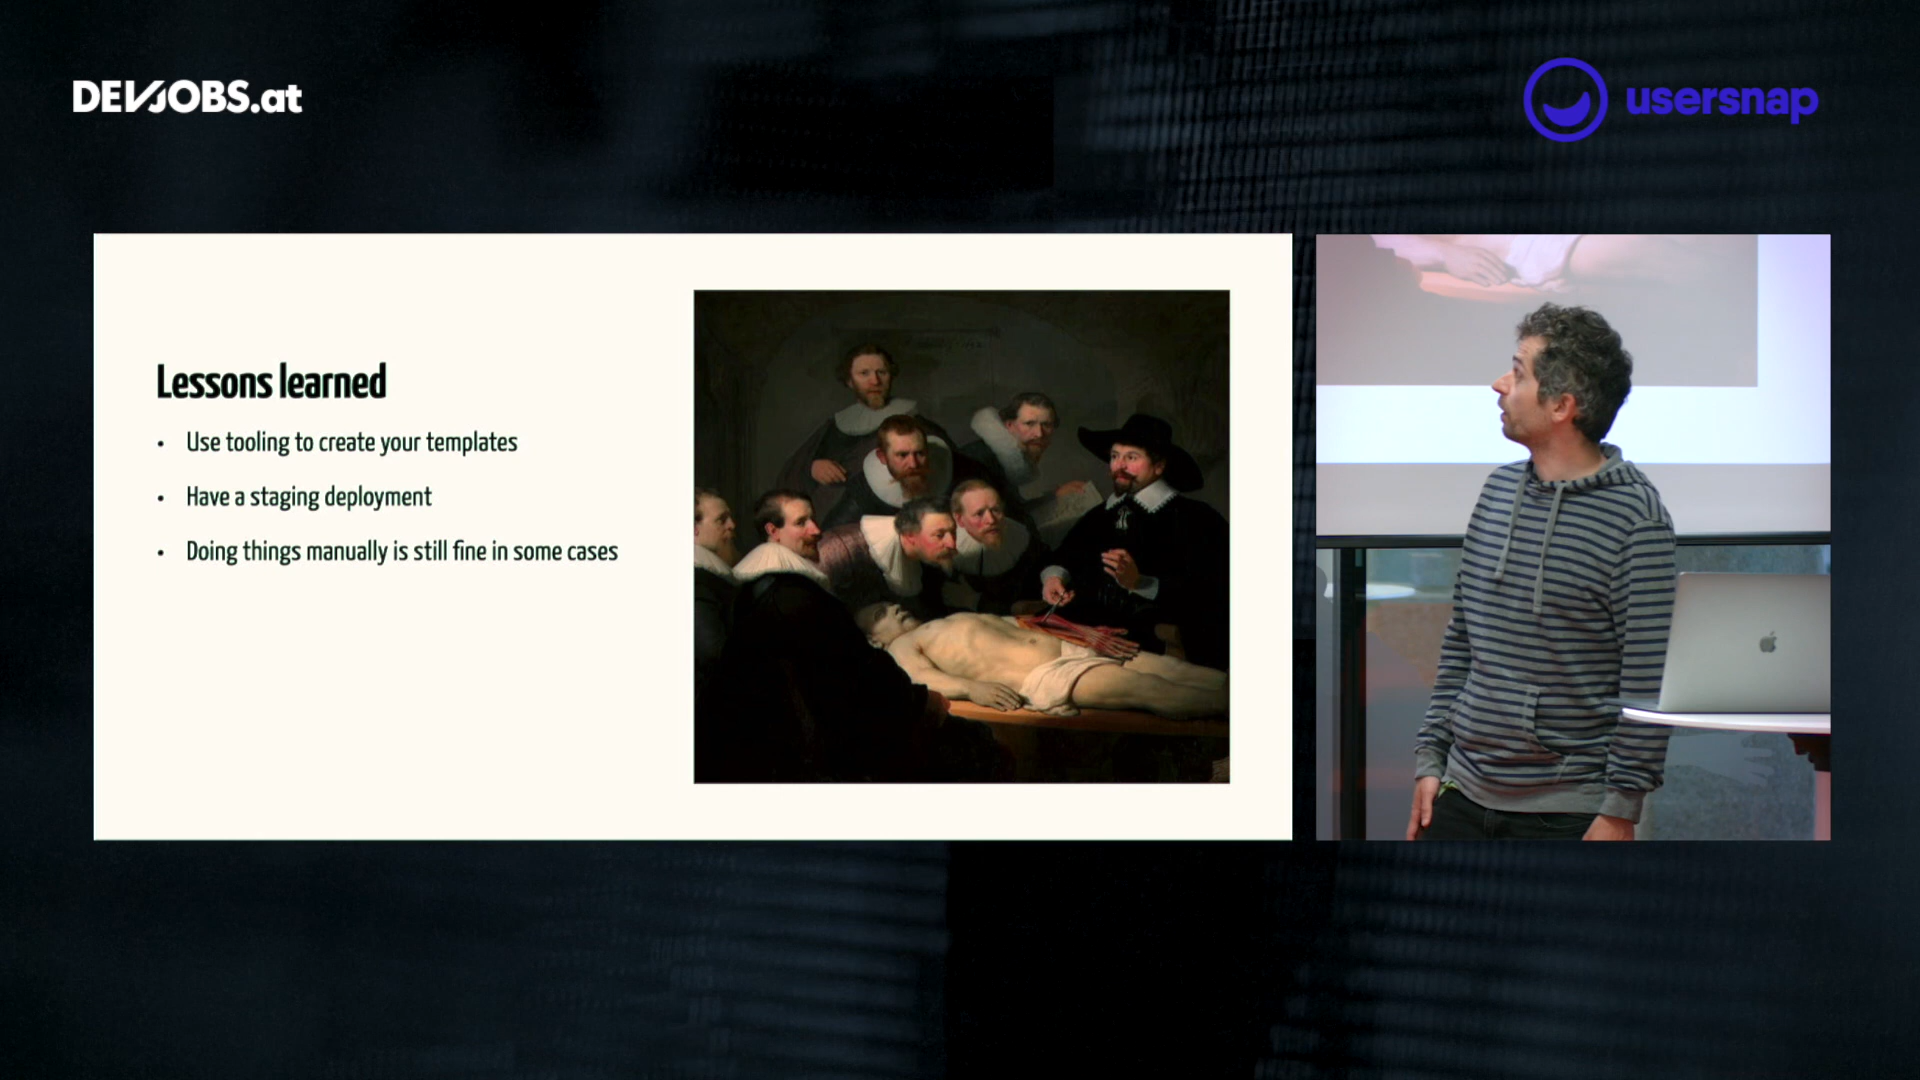 DEVJOBS.at
usersnap
Lessons learned
• Use tooling to create your templates
• Have a staging deployment
• Doing things manually is still fine in some cases